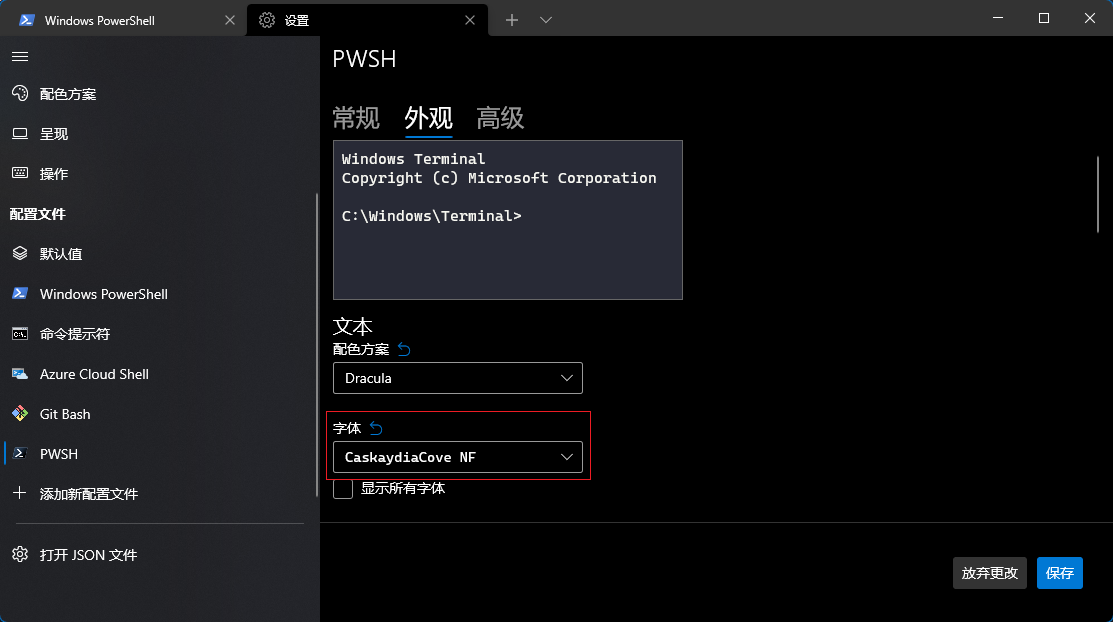 Windows PowerShell
设置
配色方案
呈现
操作
配置文件
默认值
Windows PowerShell
命令提示符
Azure Cloud Shell
Git Bash
PWSH
添加新配置文件
打开 JSON 文件
PWSH
常规 外观 高级
Windows Terminal
Copyright (c) Microsoft Corporation
C:\Windows\Terminal>
文本
配色方案
Dracula
字体
CaskaydiaCove NF
显示所有字体
放弃更改 保存